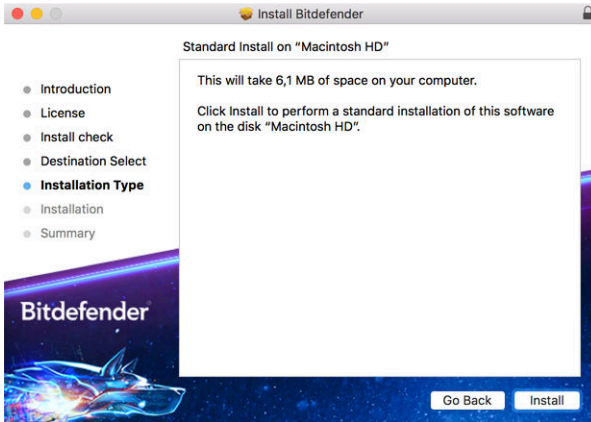 Install Bitdefender
Standard Install on “Macintosh HD”
Introduction
License
Install check
Destination Select
Installation Type
Installation
Summary
This will take 6,1 MB of space on your computer.
Click Install to perform a standard installation of this software
on the disk “Macintosh HD”.
Bitdefender
Go Back
Install